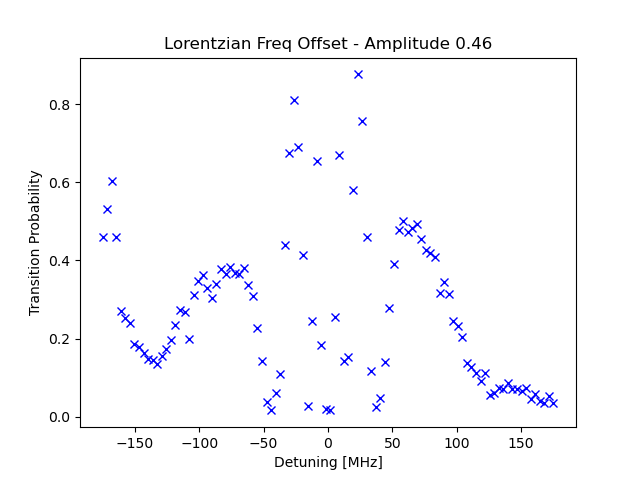 Lorentzian Freq Offset - Amplitude 0.46
Transition Probability
0.8
0.6
0.4
0.2
0.0
−150 −100 −50 0 50 100 150
Detuning [MHz]